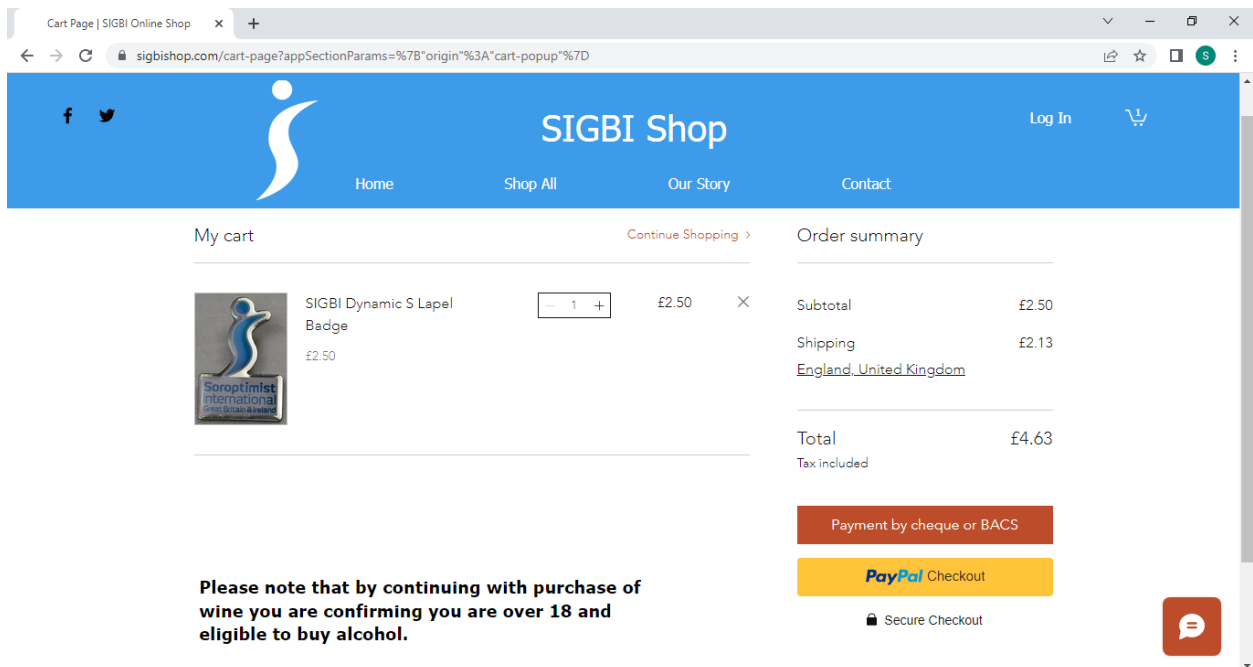 Cart Page | SIGBI Online Shop
sigbishop.com/cart-page?appSectionParams=%7B"origin"%3A"cart-popup"%7D
S
SIGBI Shop
Log In
1
Home
Shop All
Our Story
Contact
My cart
Continue Shopping >
Order summary
SIGBI Dynamic S Lapel
Badge
£2.50
- 1 +
£2.50
Soroptimist
International
Great Britain & Ireland
Subtotal
£2.50
Shipping
£2.13
England, United Kingdom
Total
£4.63
Tax included
Payment by cheque or BACS
PayPal Checkout
Secure Checkout
Please note that by continuing with purchase of
wine you are confirming you are over 18 and
eligible to buy alcohol.